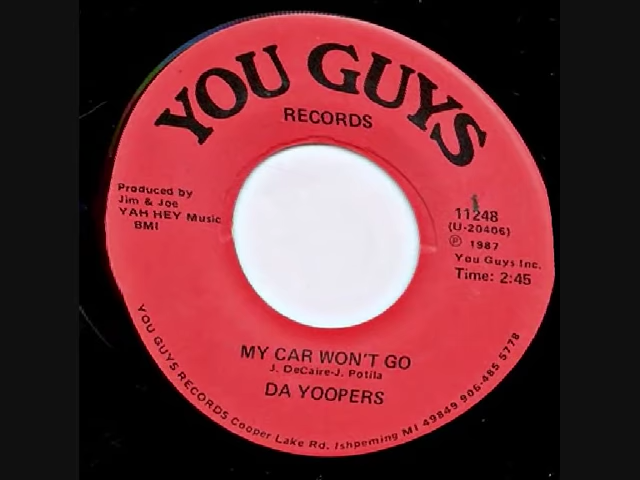 YOU GUYS
RECORDS
Produced by
Jim & Joe
YAH HEY Music
BMI
11248
(U-20406)
℗ 1987
You Guys Inc.
Time: 2:45
MY CAR WON'T GO
J. DeCaire-J. Potila
DA YOOPERS
YOU GUYS RECORDS Cooper Lake Rd. Ishpeming MI 49849 906-485 5778